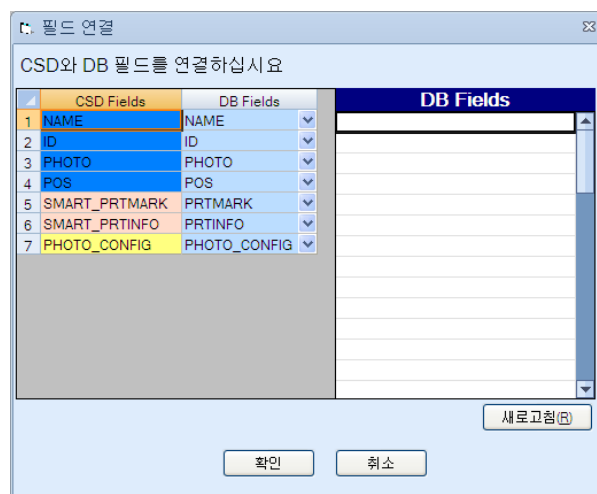 필드 연결
CSD와 DB 필드를 연결하십시요
CSD Fields DB Fields DB Fields
1 NAME NAME
2 ID ID
3 PHOTO PHOTO
4 POS POS
5 SMART_PRTMARK PRTMARK
6 SMART_PRTINFO PRTINFO
7 PHOTO_CONFIG PHOTO_CONFIG
새로고침(R)
확인 취소